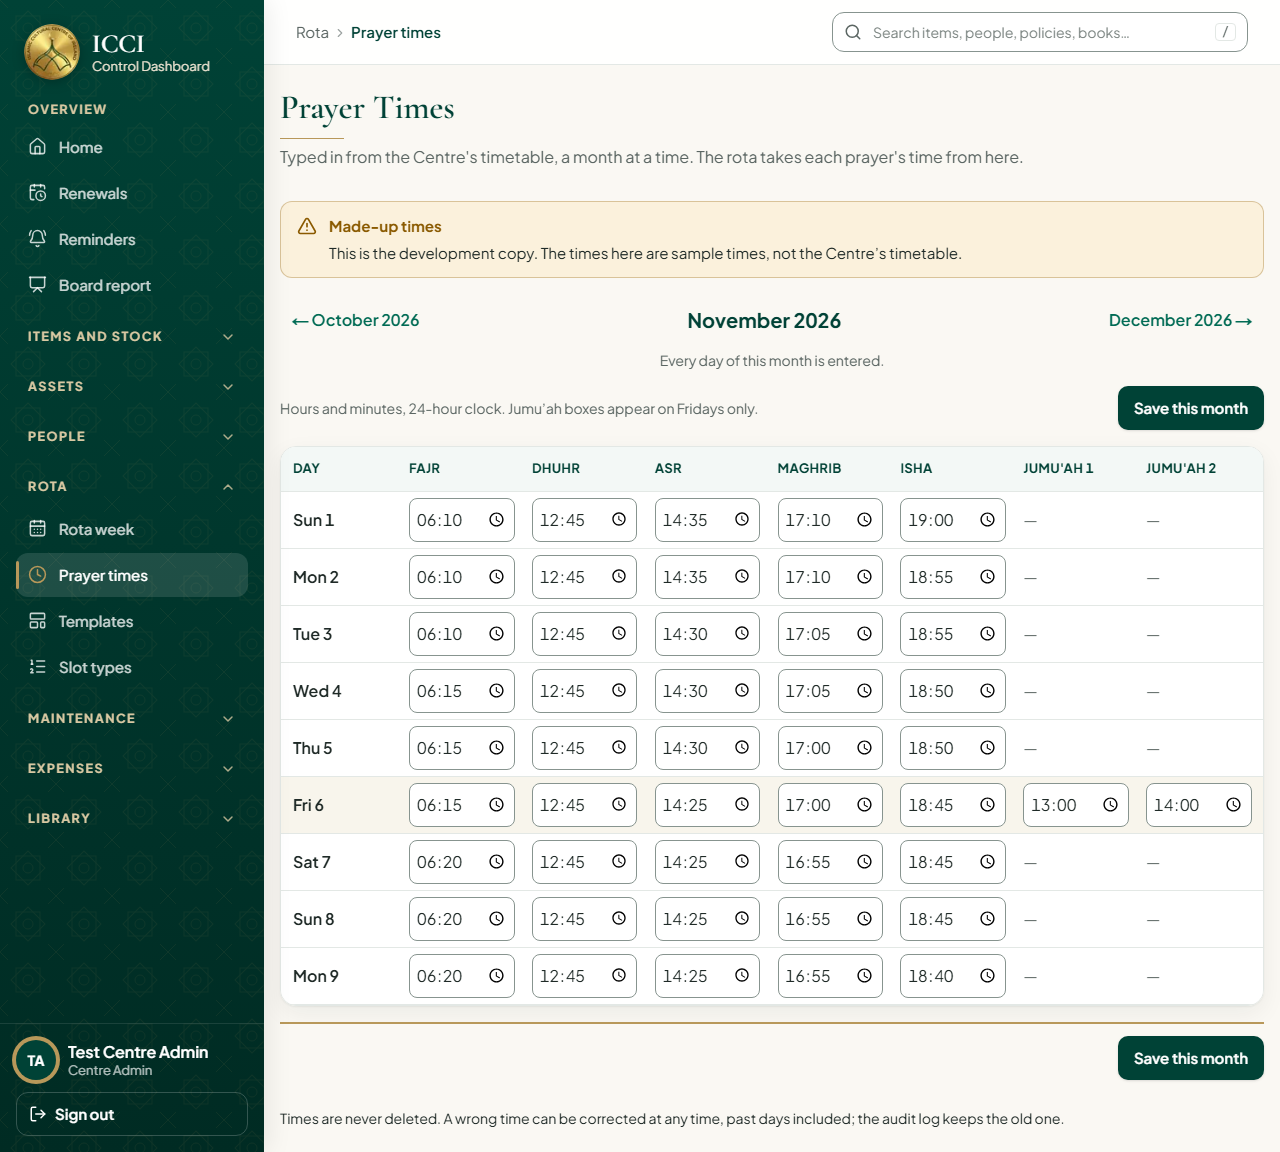 ICCI
Control Dashboard
OVERVIEW
Home
Renewals
Reminders
Board report
ITEMS AND STOCK
ASSETS
PEOPLE
ROTA
Rota week
Prayer times
Templates
Slot types
MAINTENANCE
EXPENSES
LIBRARY
TA
Test Centre Admin
Centre Admin
Sign out
Rota > Prayer times
Search items, people, policies, books…
/
Prayer Times
Typed in from the Centre's timetable, a month at a time. The rota takes each prayer's time from here.
Made-up times
This is the development copy. The times here are sample times, not the Centre’s timetable.
← October 2026
November 2026
December 2026 →
Every day of this month is entered.
Hours and minutes, 24-hour clock. Jumu’ah boxes appear on Fridays only.
Save this month
DAY FAJR DHUHR ASR MAGHRIB ISHA JUMU'AH 1 JUMU'AH 2
Sun 1 06:10 12:45 14:35 17:10 19:00 — —
Mon 2 06:10 12:45 14:35 17:10 18:55 — —
Tue 3 06:10 12:45 14:30 17:05 18:55 — —
Wed 4 06:15 12:45 14:30 17:05 18:50 — —
Thu 5 06:15 12:45 14:30 17:00 18:50 — —
Fri 6 06:15 12:45 14:25 17:00 18:45 13:00 14:00
Sat 7 06:20 12:45 14:25 16:55 18:45 — —
Sun 8 06:20 12:45 14:25 16:55 18:45 — —
Mon 9 06:20 12:45 14:25 16:55 18:40 — —
Save this month
Times are never deleted. A wrong time can be corrected at any time, past days included; the audit log keeps the old one.